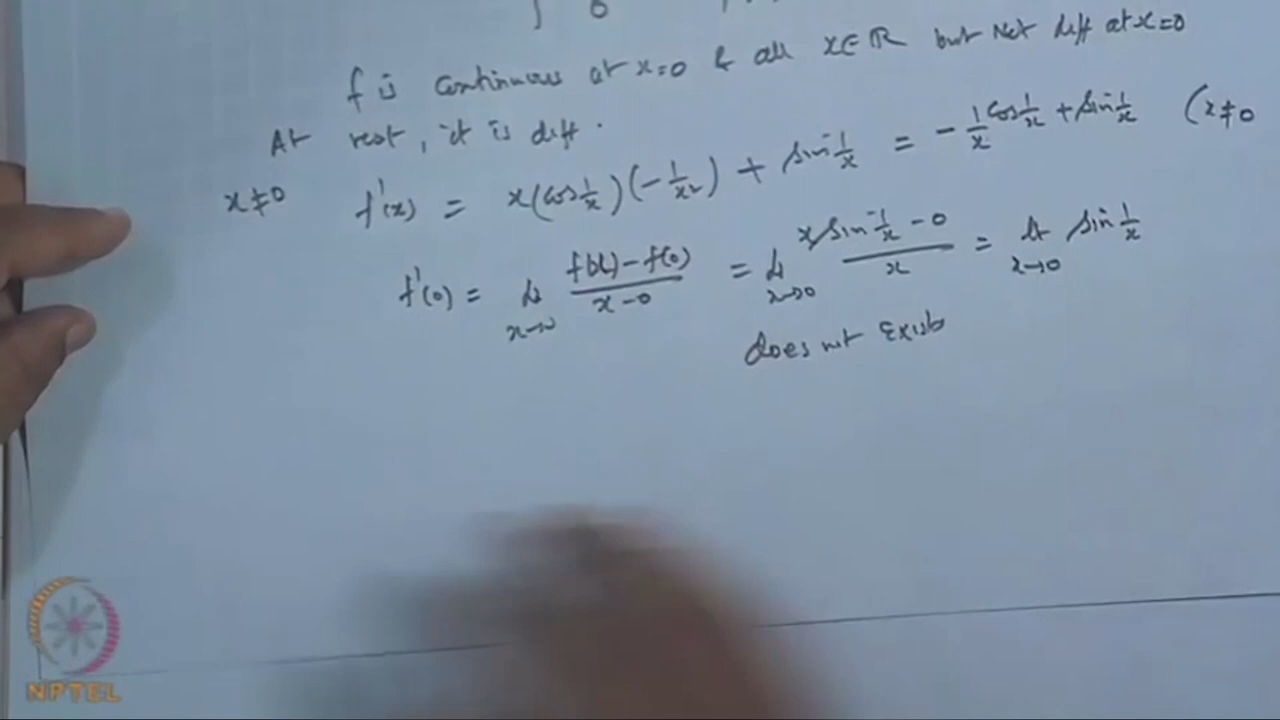 f is continuous at x=0 & all x∈ℝ but Not diff at x=0
At rest, it is diff.
x≠0 f'(x) = x(cos 1/x)(-1/x²) + sin 1/x = -1/x cos 1/x + sin 1/x (x≠0
f'(0) = lt x→0 (f(x)-f(0))/(x-0) = lt x→0 (x sin 1/x - 0)/x = lt x→0 sin 1/x
does not exist
NPTEL